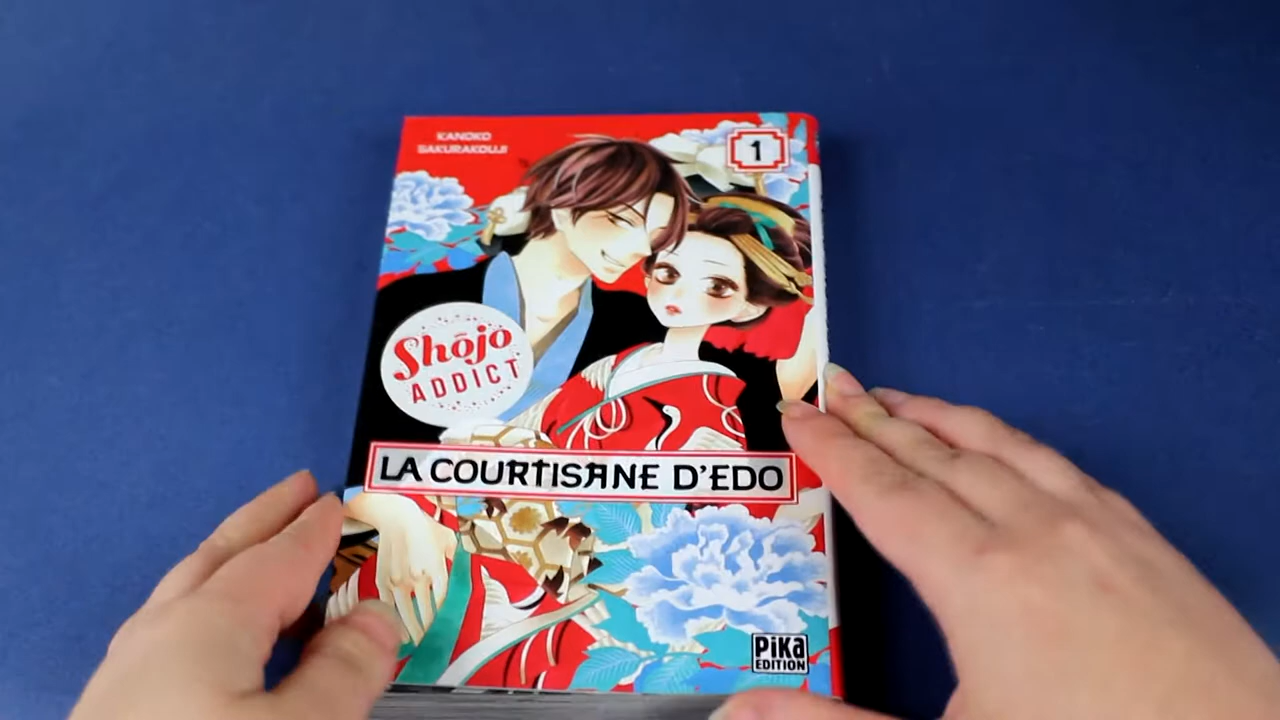 KANOKO
SAKURAKOUJI
1
Shōjo
ADDICT
LA COURTISANE D'EDO
PiKa
EDITION